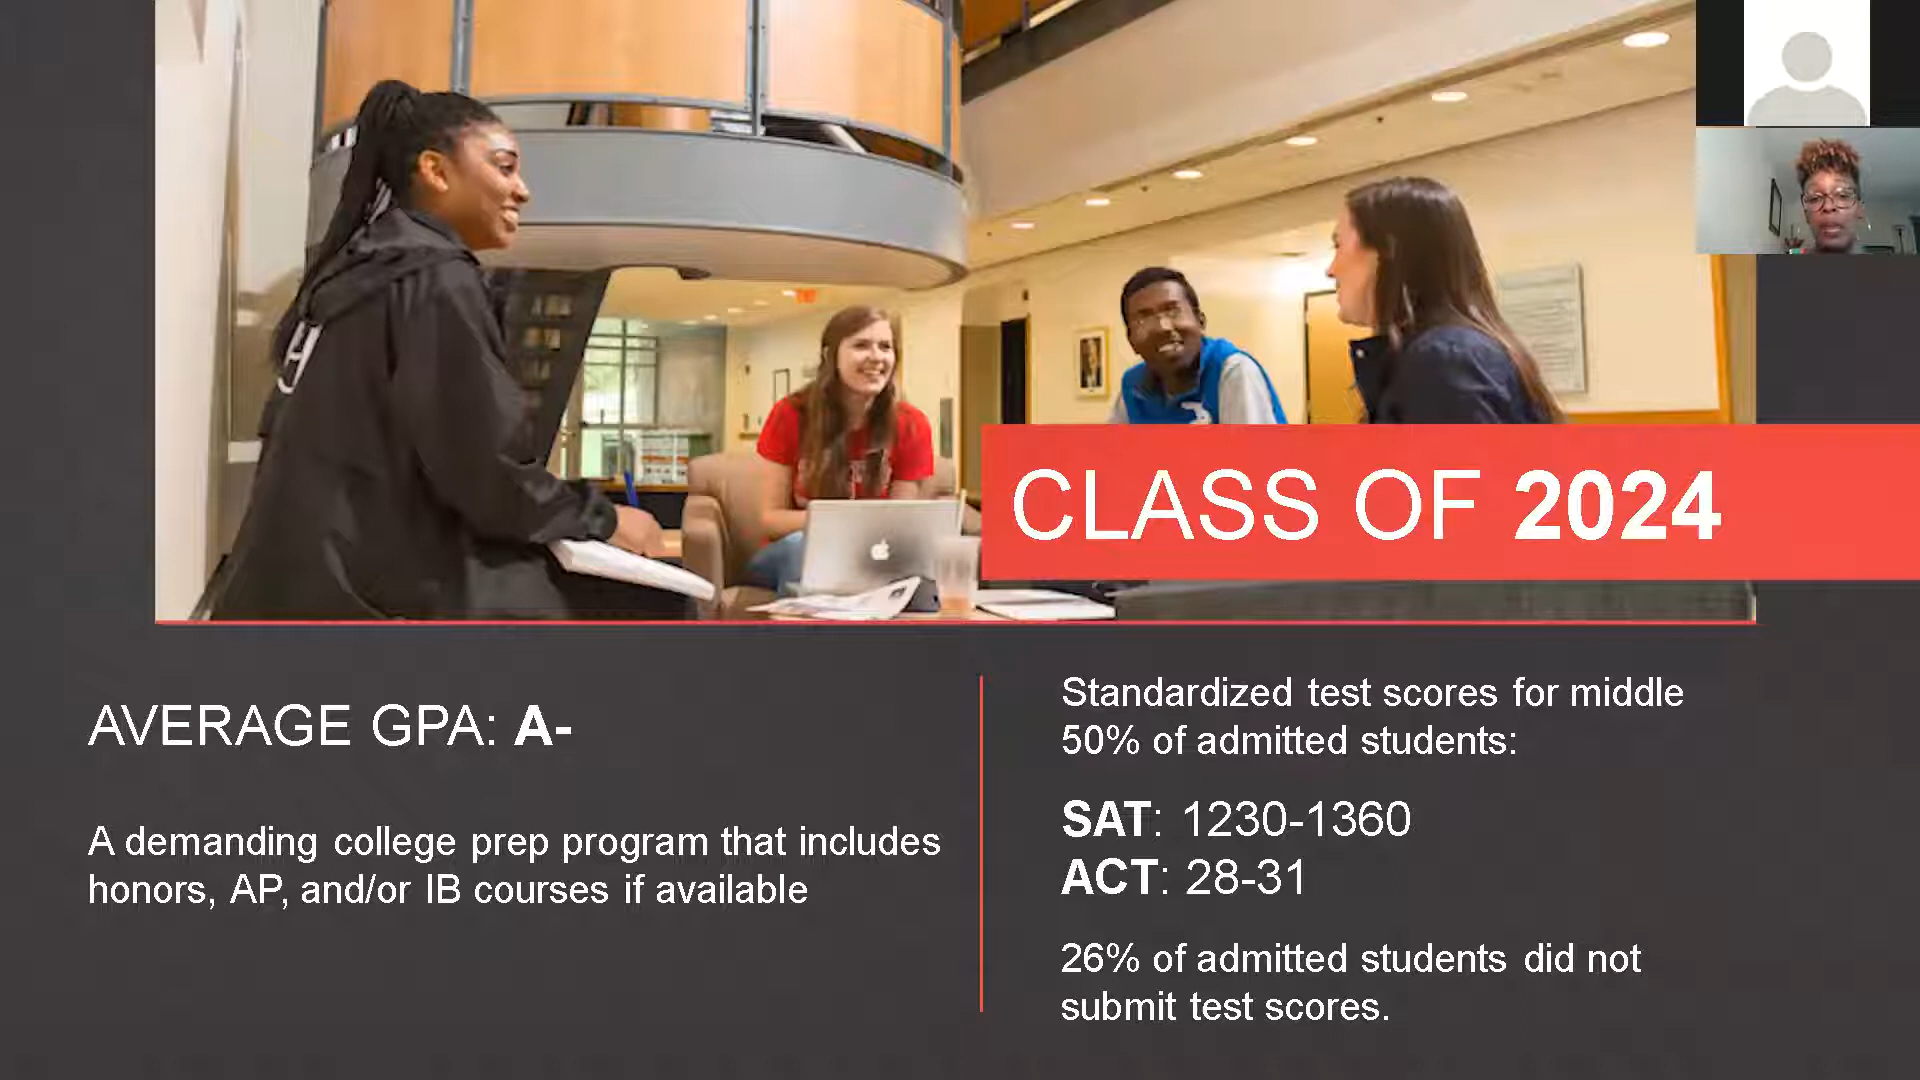 CLASS OF 2024
AVERAGE GPA: A-
A demanding college prep program that includes
honors, AP, and/or IB courses if available
Standardized test scores for middle
50% of admitted students:
SAT: 1230-1360
ACT: 28-31
26% of admitted students did not
submit test scores.